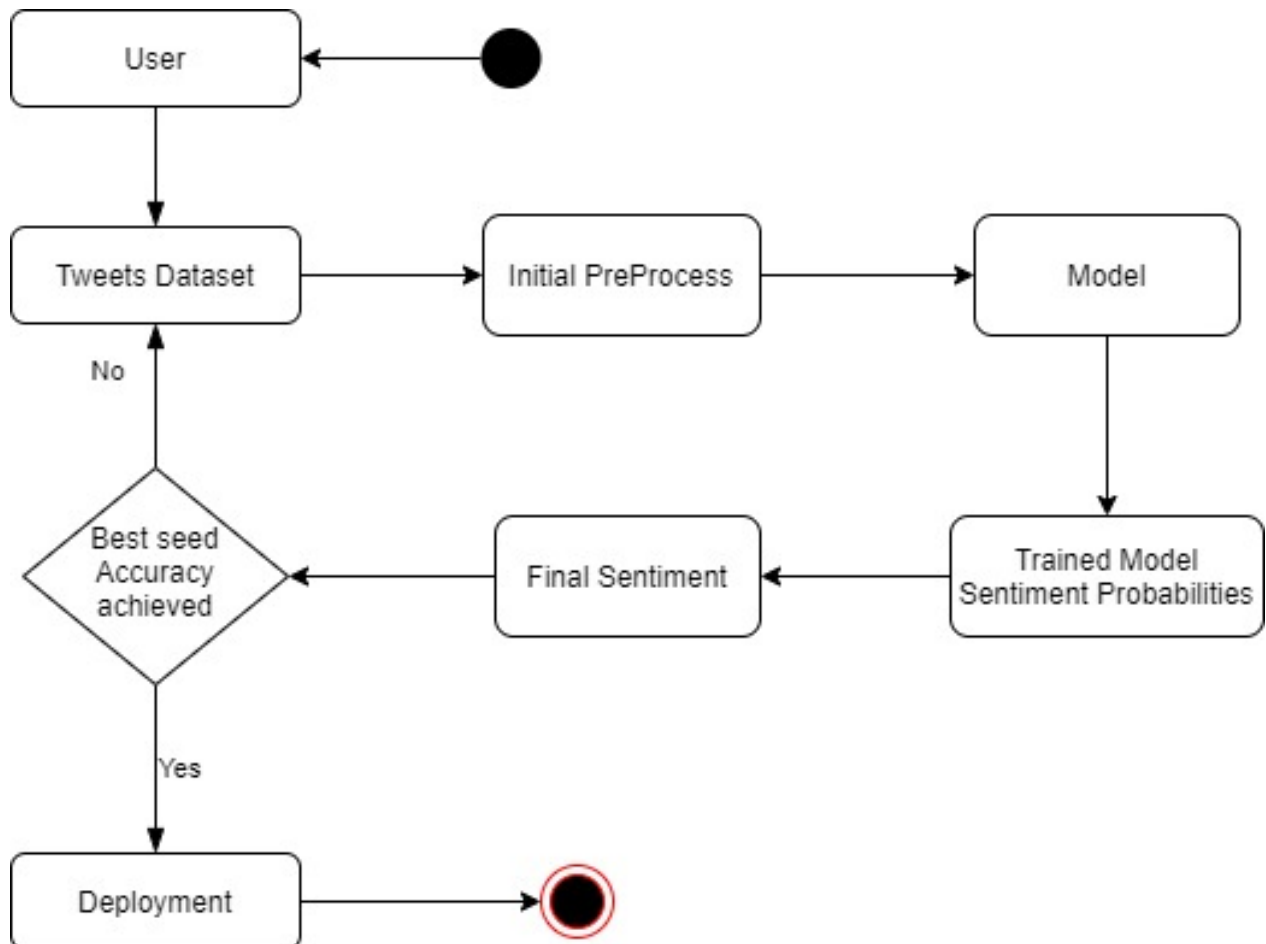 User
Tweets Dataset
Initial PreProcess
Model
No
Best seed
Accuracy
achieved
Final Sentiment
Trained Model
Sentiment Probabilities
Yes
Deployment